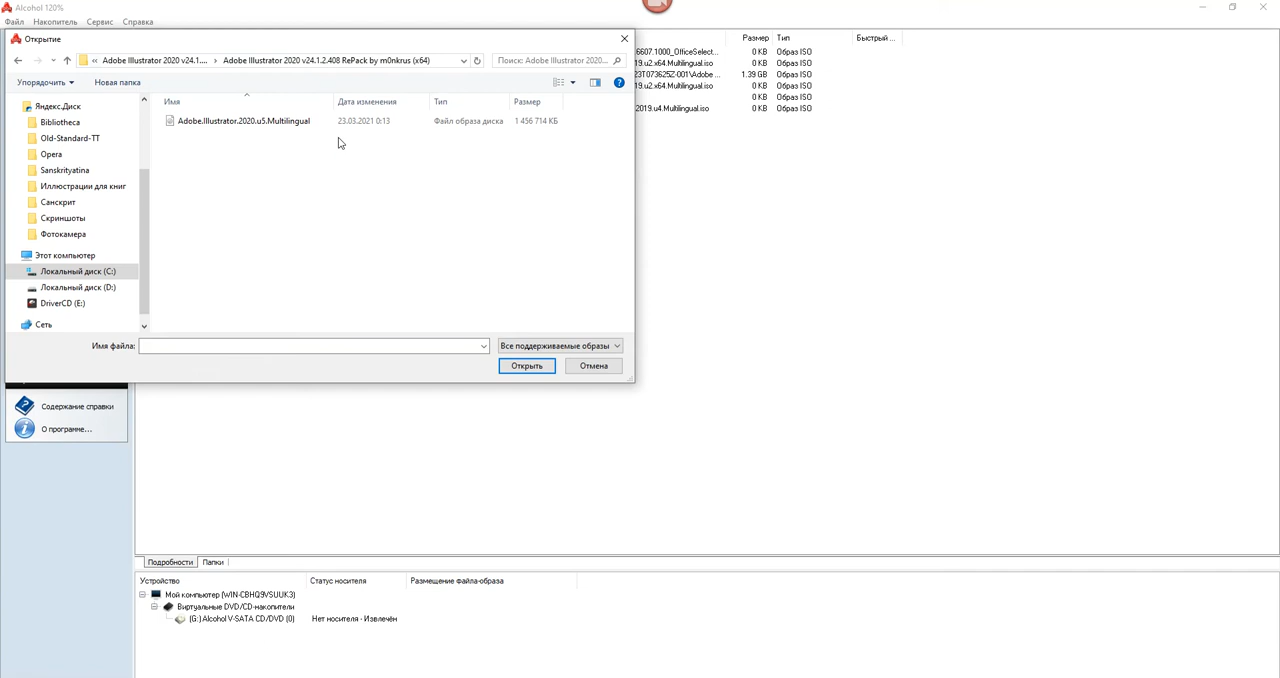 Alcohol 120%
Файл Накопитель Сервис Справка
Открытие
« Adobe Illustrator 2020 v24.1.... › Adobe Illustrator 2020 v24.1.2.408 RePack by m0nkrus (x64)
Поиск: Adobe Illustrator 2020...
Упорядочить Новая папка
Имя Дата изменения Тип Размер
Adobe.Illustrator.2020.u5.Multilingual 23.03.2021 0:13 Файл образа диска 1 456 714 КБ
Яндекс.Диск
Bibliotheca
Old-Standard-TT
Opera
Sanskrityatina
Иллюстрации для книг
Санскрит
Скриншоты
Фотокамера
Этот компьютер
Локальный диск (C:)
Локальный диск (D:)
DriverCD (E:)
Сеть
Имя файла:
Все поддерживаемые образы
Открыть Отмена
Размер Тип Быстрый ...
6607.1000_OfficeSelect... 0 KB Образ ISO
19.u2.x64.Multilingual.iso 0 KB Образ ISO
23T073625Z-001\Adobe ... 1.39 GB Образ ISO
19.u2.x64.Multilingual.iso 0 KB Образ ISO
0 KB Образ ISO
2019.u4.Multilingual.iso 0 KB Образ ISO
Содержание справки
О программе...
Подробности Папки
Устройство Статус носителя Размещение файла-образа
Мой компьютер (WIN-CBHQ9VSUUK3)
Виртуальные DVD/CD-накопители
(G:) Alcohol V-SATA CD/DVD (0) Нет носителя - Извлечён